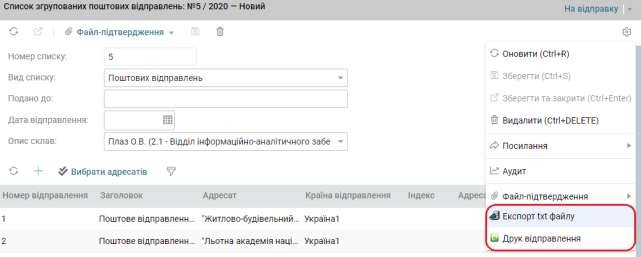 Список згрупованих поштових відправлень: №5 / 2020 — Новий
На відправку
Файл-підтвердження
Номер списку: 5
Вид списку: Поштових відправлень
Подано до:
Дата відправлення:
Опис склав: Плаз О.В. (2.1 - Відділ інформаційно-аналітичного забе
Вибрати адресатів
Номер відправлення Заголовок Адресат Країна відправлення Індекс Адреса
1 Поштове відправленн... "Житлово-будівельний... Україна1
2 Поштове відправленн... "Льотна академія наці... Україна1
Оновити (Ctrl+R)
Зберегти (Ctrl+S)
Зберегти та закрити (Ctrl+Enter)
Видалити (Ctrl+DELETE)
Посилання
Аудит
Файл-підтвердження
Експорт txt файлу
Друк відправлення